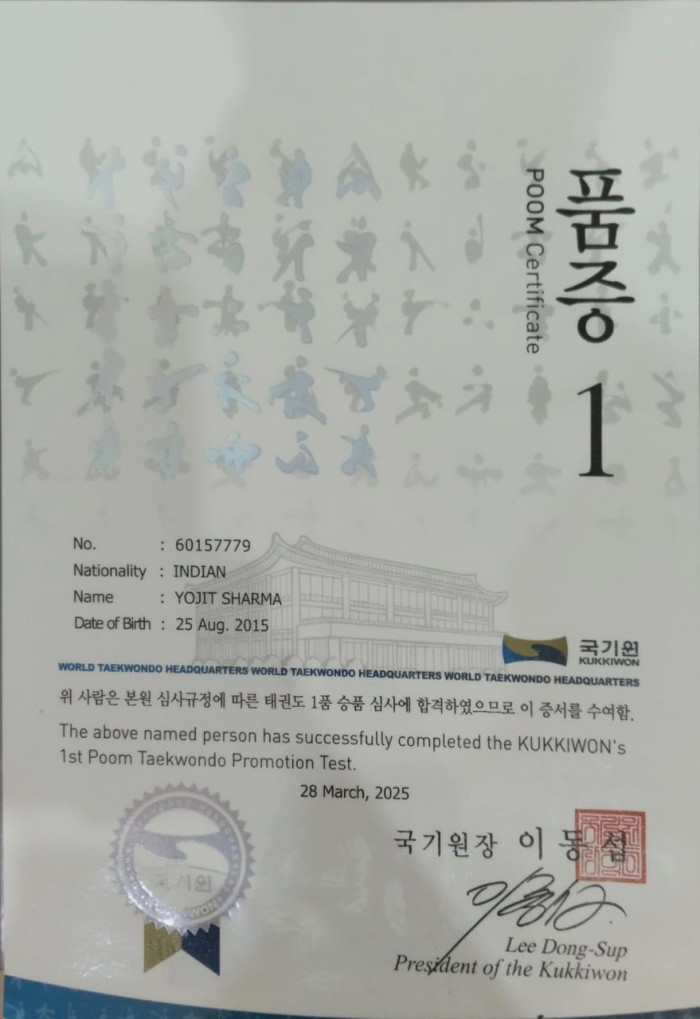 품증 1
POOM Certificate
No. : 60157779
Nationality : INDIAN
Name : YOJIT SHARMA
Date of Birth : 25 Aug. 2015
국기원
KUKKIWON
WORLD TAEKWONDO HEADQUARTERS WORLD TAEKWONDO HEADQUARTERS WORLD TAEKWONDO HEADQUARTERS
위 사람은 본원 심사규정에 따른 태권도 1품 승품 심사에 합격하였으므로 이 증서를 수여함.
The above named person has successfully completed the KUKKIWON's
1st Poom Taekwondo Promotion Test.
28 March, 2025
국기원
국기원장 이동섭
Lee Dong-Sup
President of the Kukkiwon